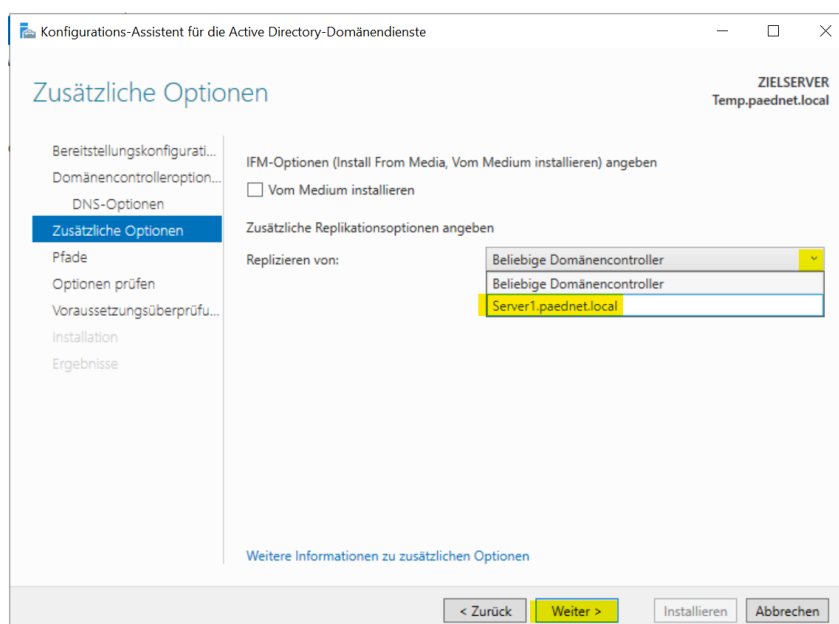 Konfigurations-Assistent für die Active Directory-Domänendienste
Zusätzliche Optionen
ZIELSERVER
Temp.paednet.local
Bereitstellungskonfigurati...
Domänencontrolleroption...
DNS-Optionen
Zusätzliche Optionen
Pfade
Optionen prüfen
Voraussetzungsüberprüfu...
Installation
Ergebnisse
IFM-Optionen (Install From Media, Vom Medium installieren) angeben
Vom Medium installieren
Zusätzliche Replikationsoptionen angeben
Replizieren von:
Beliebige Domänencontroller
Beliebige Domänencontroller
Server1.paednet.local
Weitere Informationen zu zusätzlichen Optionen
< Zurück
Weiter >
Installieren
Abbrechen